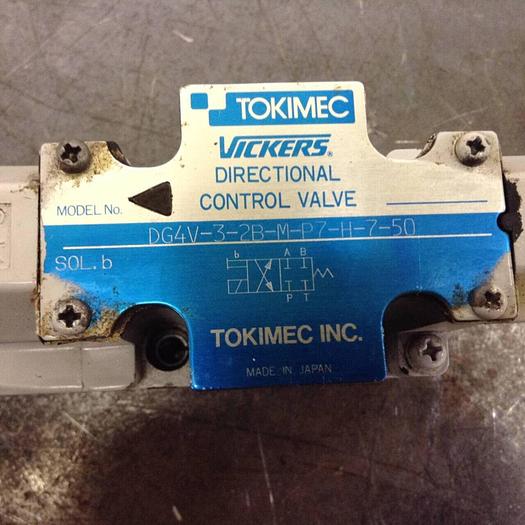 TOKIMEC
VICKERS®
DIRECTIONAL
CONTROL VALVE
MODEL No.
DG4V-3-2B-M-P7-H-7-50
SOL.b
b A B
P T
TOKIMEC INC.
MADE IN JAPAN